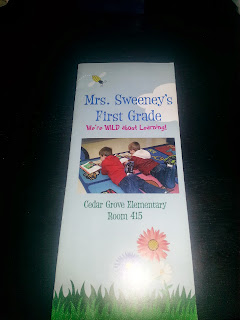 Mrs. Sweeney's
First Grade
We're WILD about Learning!
Cedar Grove Elementary
Room 415